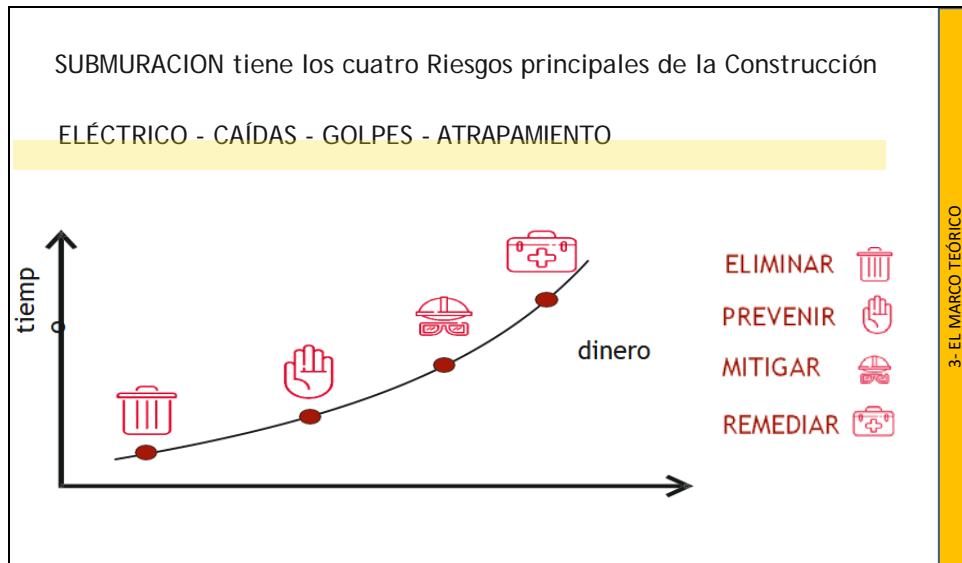 SUBMURACION tiene los cuatro Riesgos principales de la Construcción
ELÉCTRICO - CAÍDAS - GOLPES - ATRAPAMIENTO
tiemp
o
dinero
ELIMINAR
PREVENIR
MITIGAR
REMEDIAR
3- EL MARCO TEÓRICO